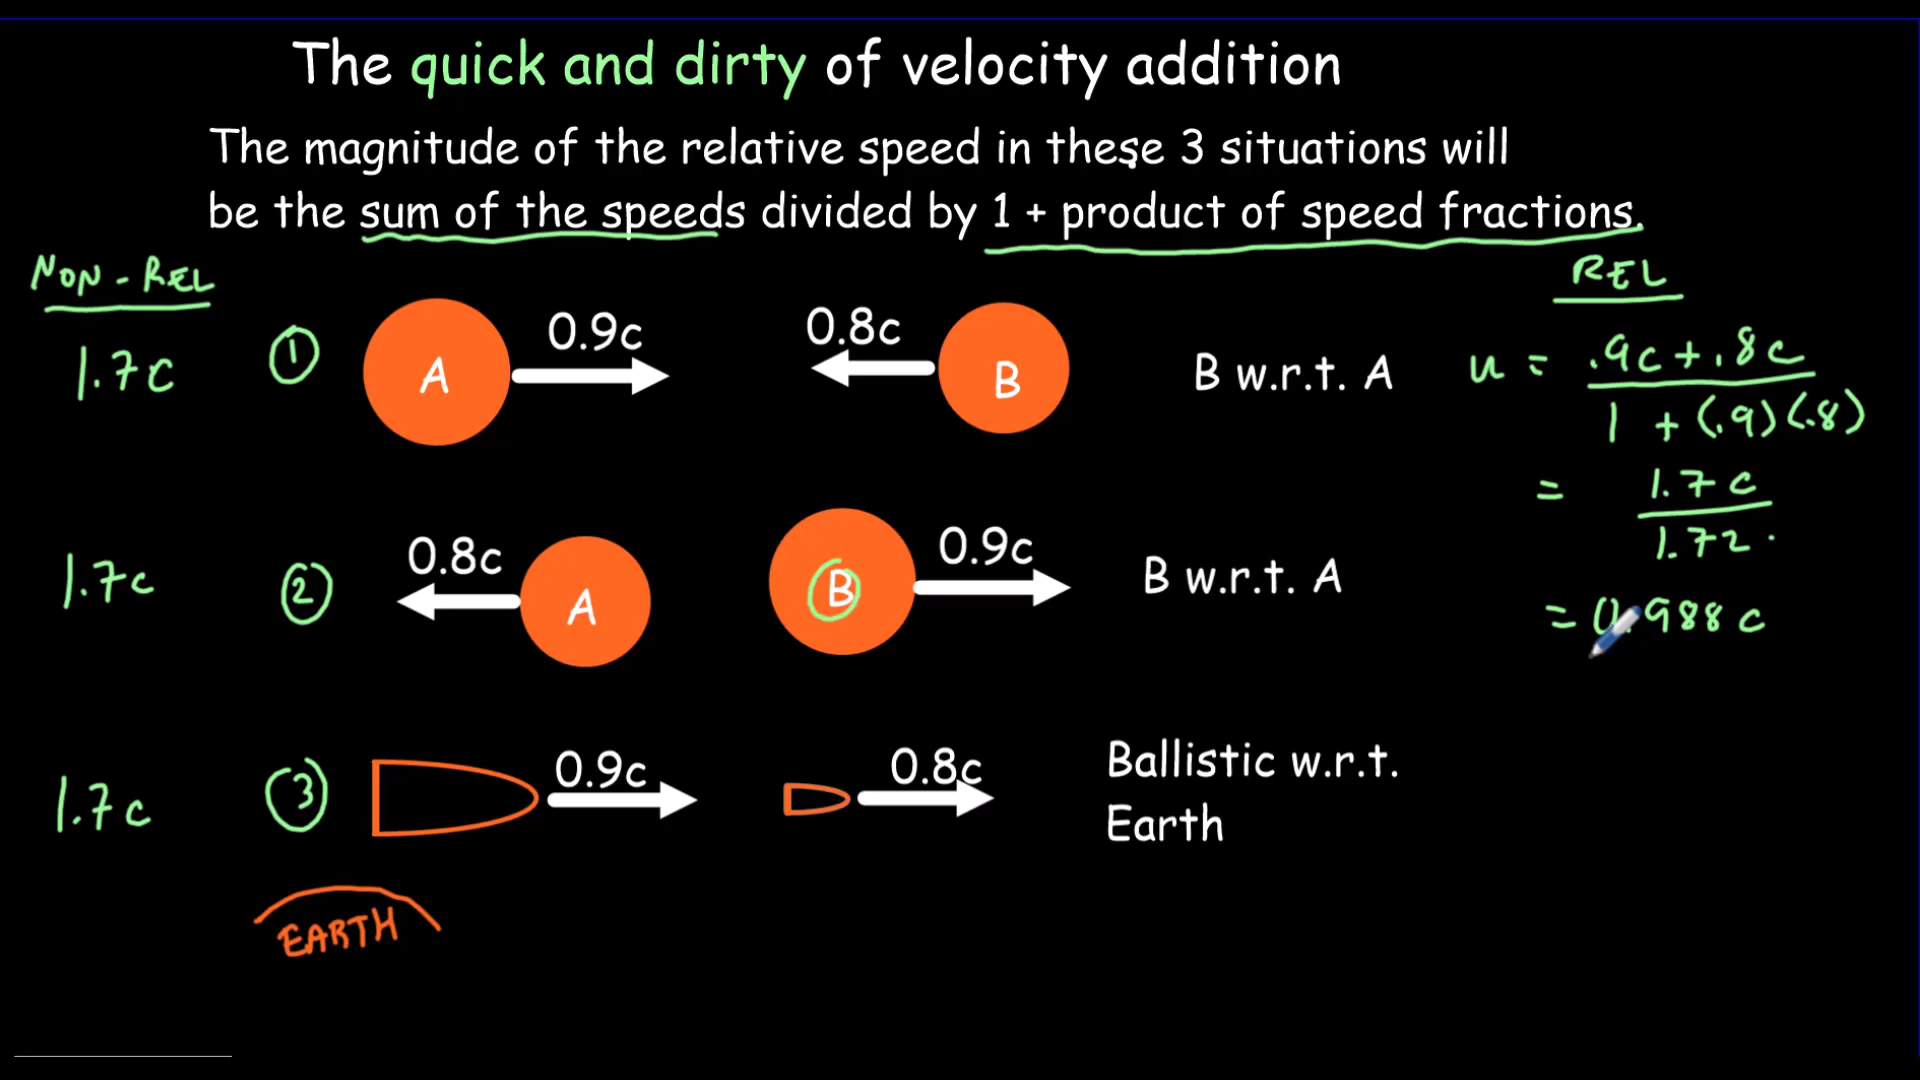 The quick and dirty of velocity addition
The magnitude of the relative speed in these 3 situations will
be the sum of the speeds divided by 1 + product of speed fractions.
NON-REL
REL
1.7c
1
A
0.9c
0.8c
B
B w.r.t. A
u = .9c+.8c
1 + (.9)(.8)
= 1.7c
1.72.
1.7c
2
0.8c
A
B
0.9c
B w.r.t. A
= 0.988c
1.7c
3
0.9c
0.8c
Ballistic w.r.t.
Earth
EARTH